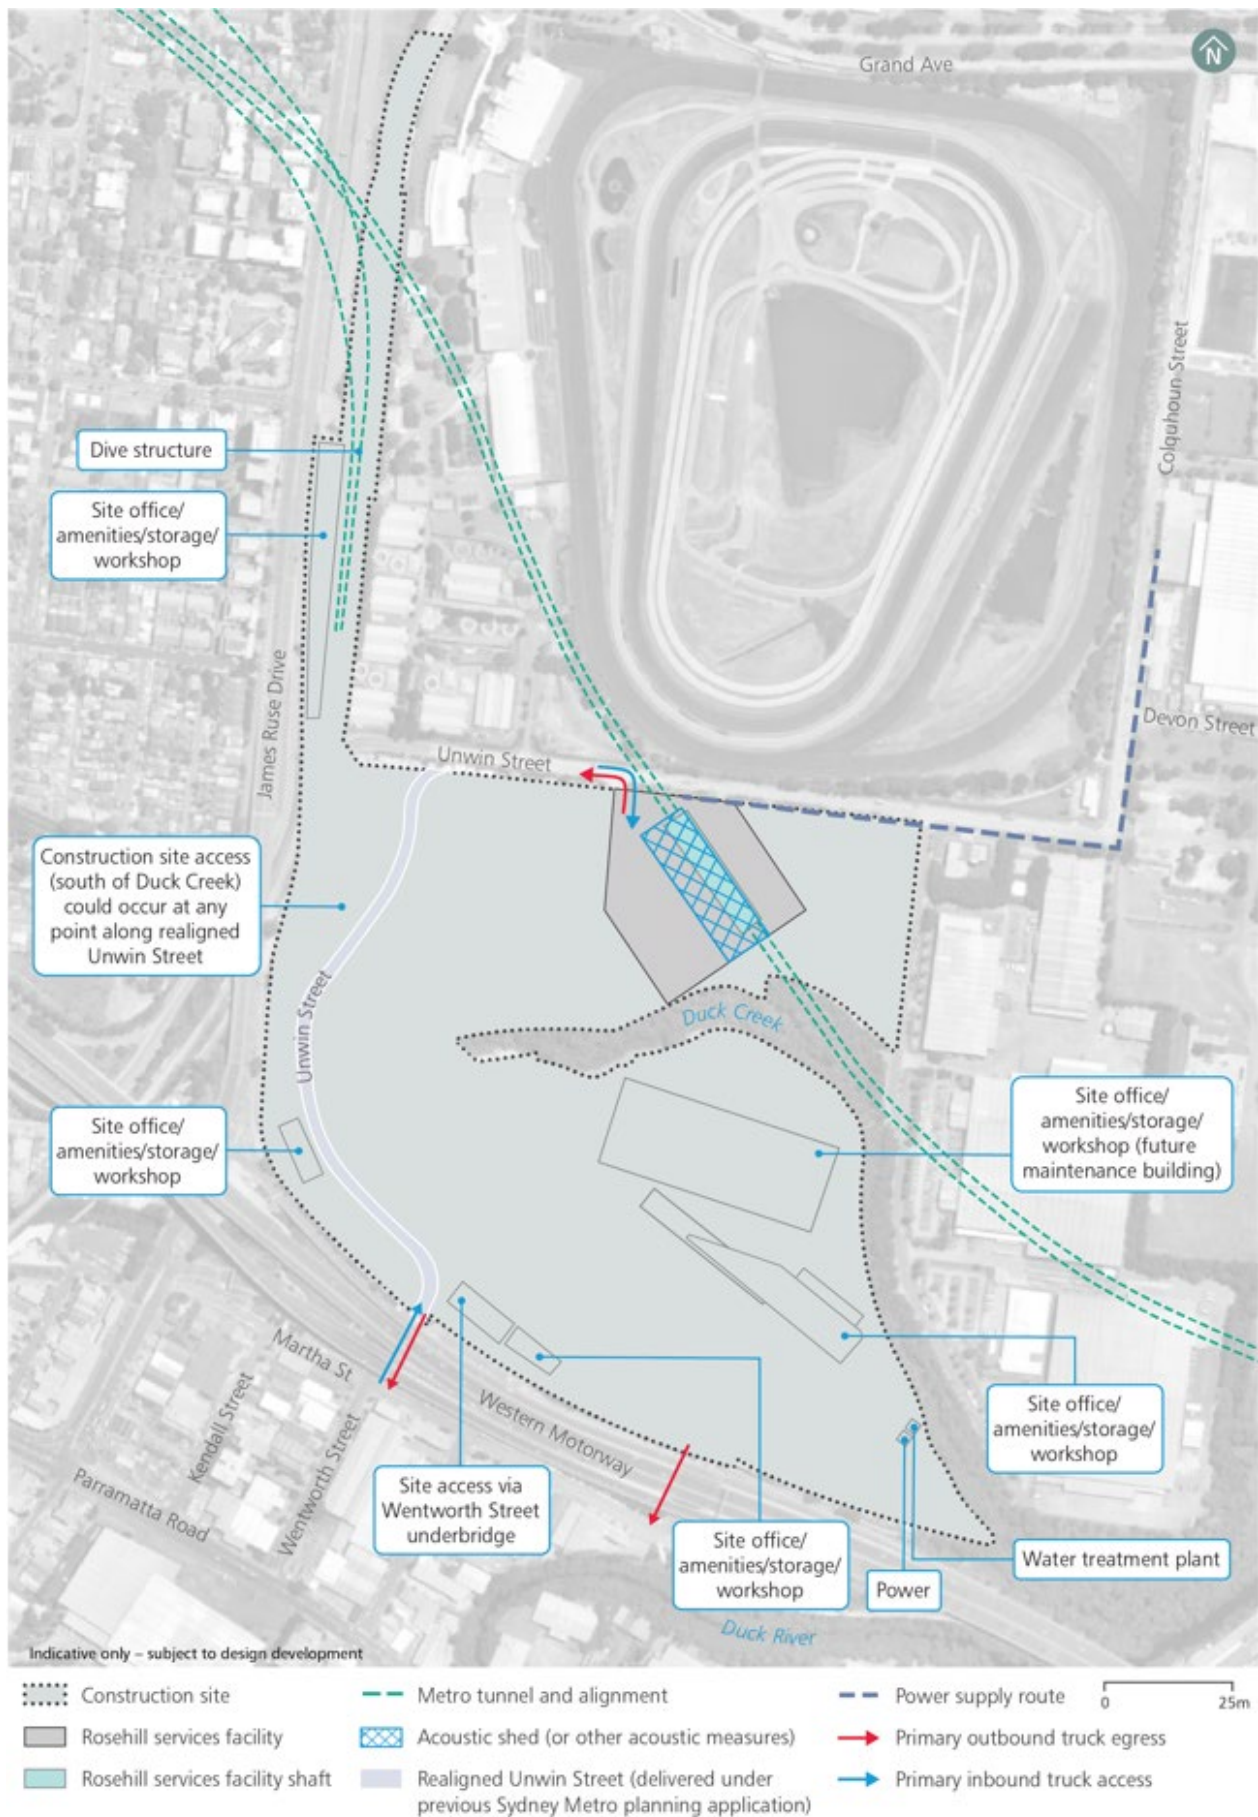 Grand Ave
N
Colquhoun Street
Dive structure
Site office/
amenities/storage/
workshop
James Ruse Drive
Devon Street
Unwin Street
Construction site access
(south of Duck Creek)
could occur at any
point along realigned
Unwin Street
Unwin Street
Duck Creek
Site office/
amenities/storage/
workshop (future
maintenance building)
Site office/
amenities/storage/
workshop
Martha St
Kendall Street
Wentworth Street
Parramatta Road
Western Motorway
Site access via
Wentworth Street
underbridge
Site office/
amenities/storage/
workshop
Site office/
amenities/storage/
workshop
Power
Water treatment plant
Duck River
Indicative only – subject to design development
Construction site
Rosehill services facility
Rosehill services facility shaft
Metro tunnel and alignment
Acoustic shed (or other acoustic measures)
Realigned Unwin Street (delivered under
previous Sydney Metro planning application)
Power supply route
0 25m
Primary outbound truck egress
Primary inbound truck access